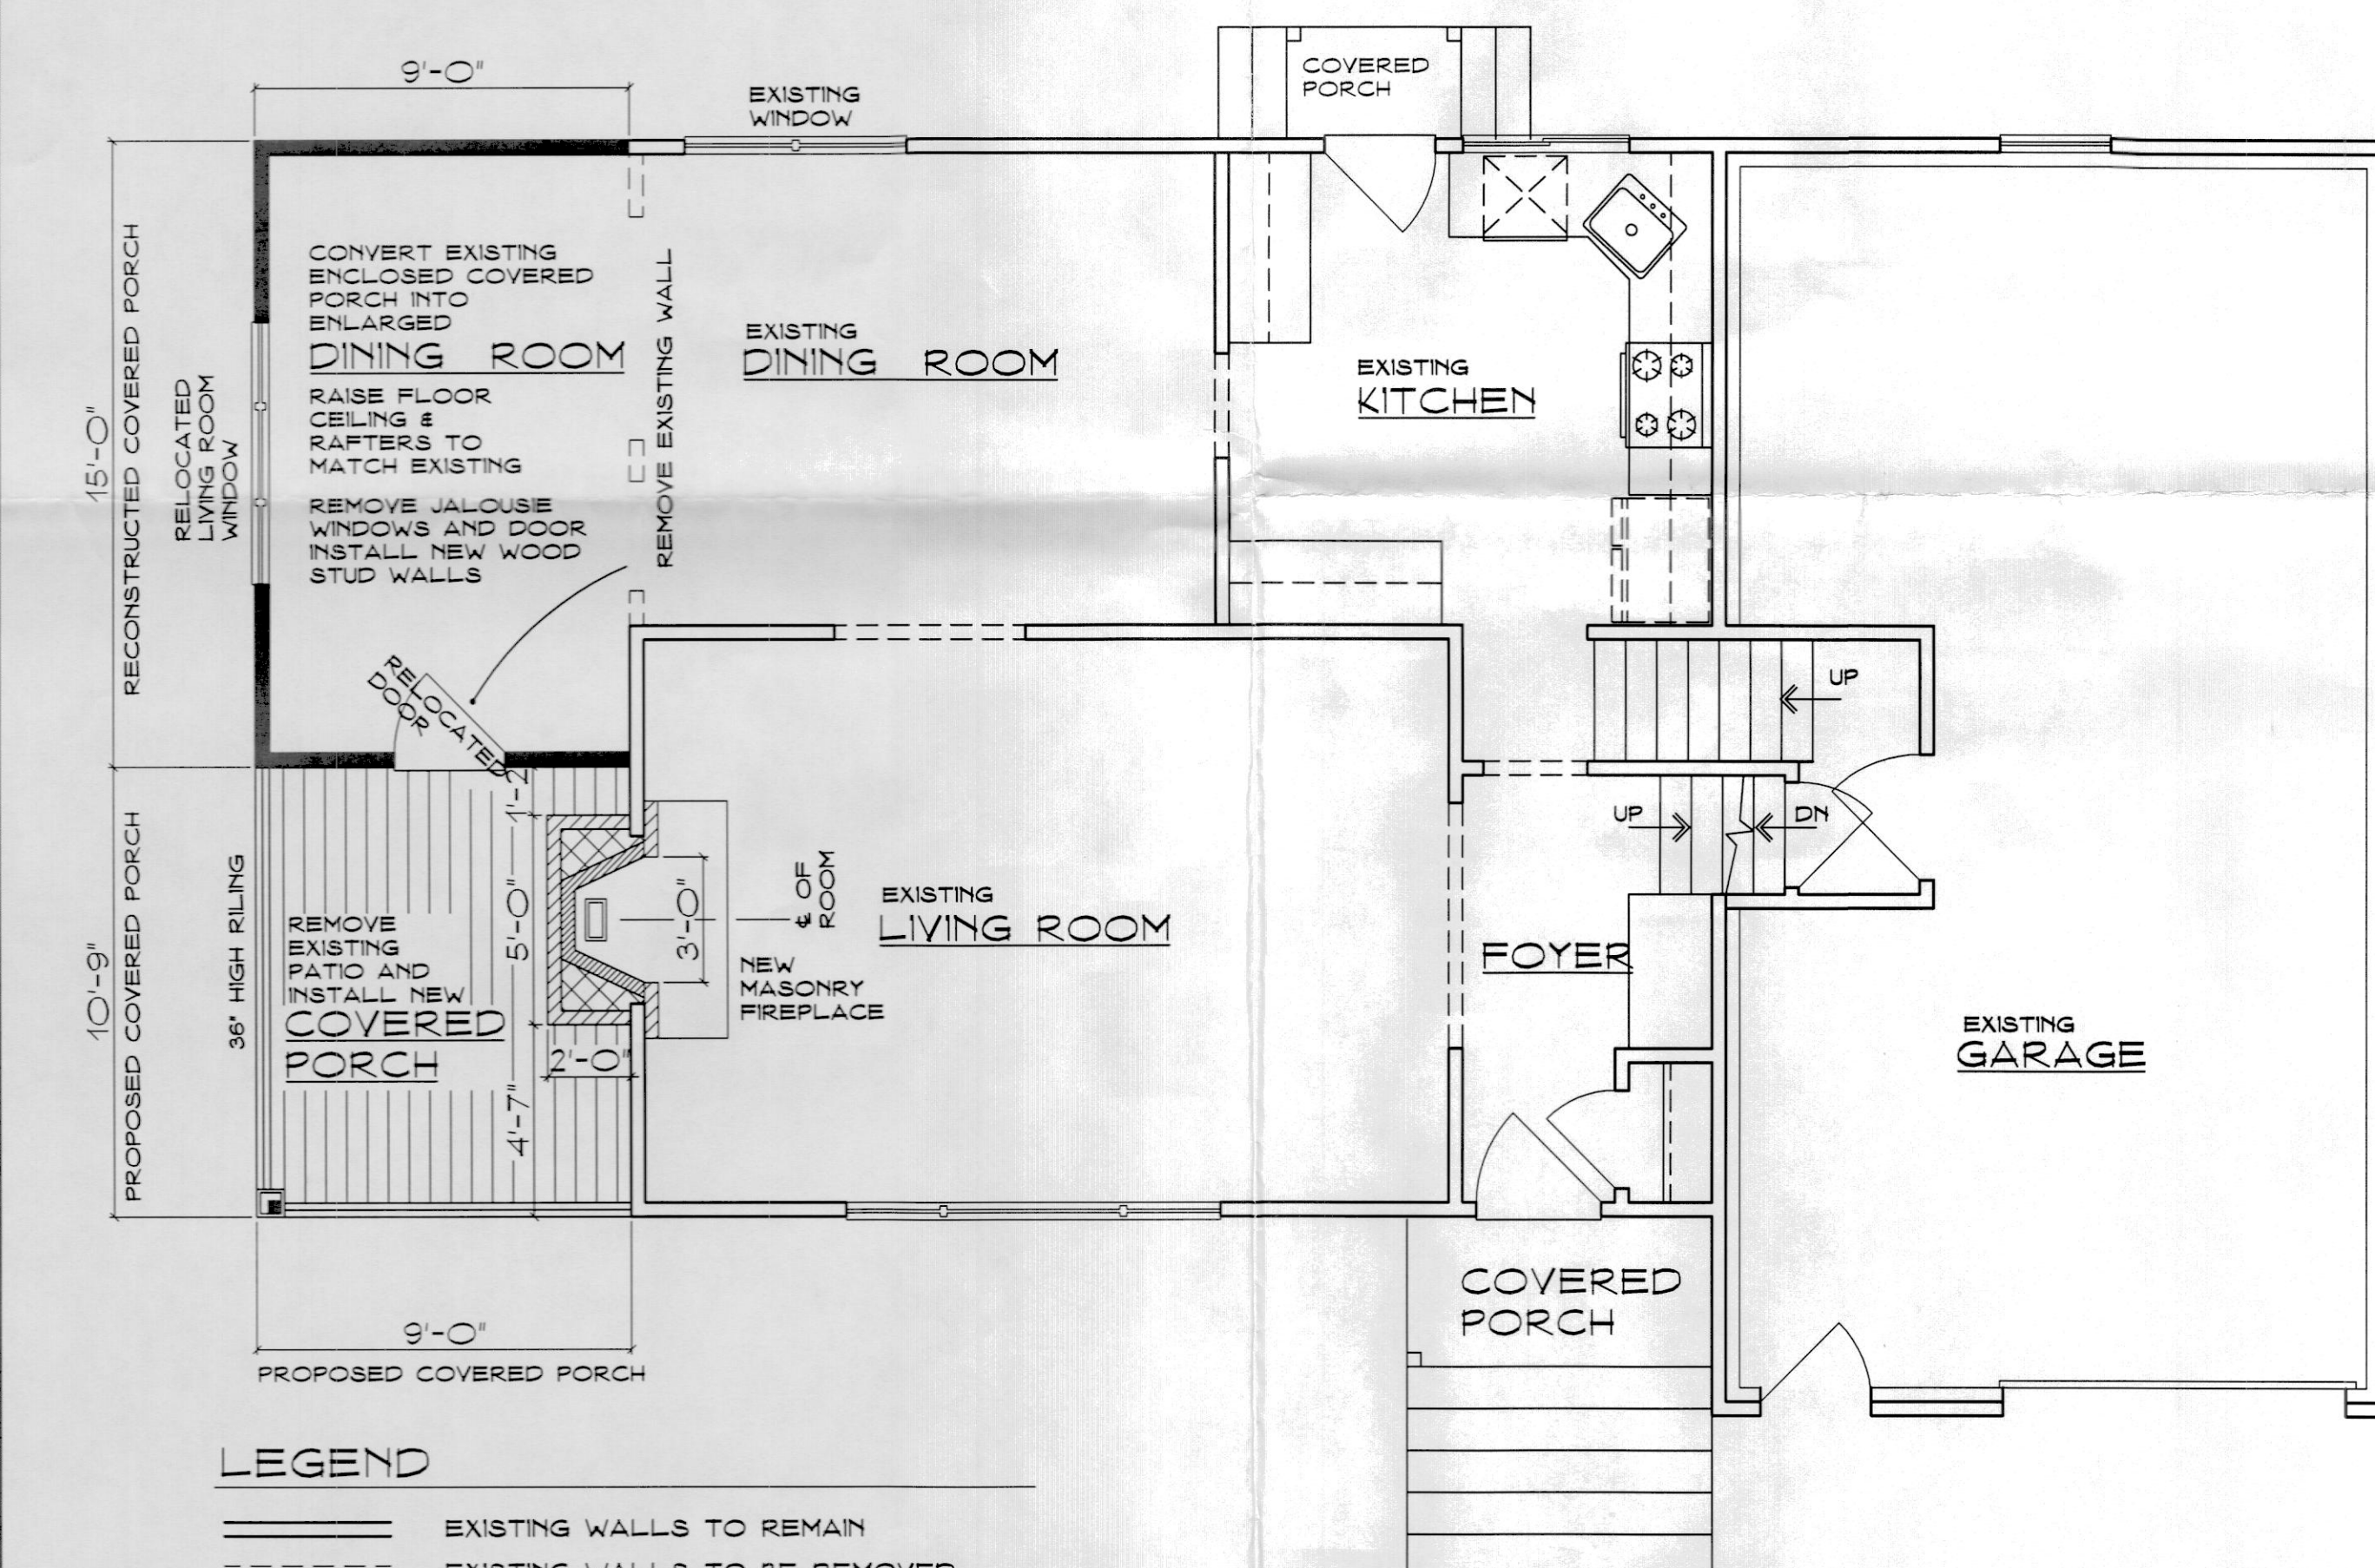 9'-0"
EXISTING
WINDOW
COVERED
PORCH
15'-0"
RECONSTRUCTED COVERED PORCH
RELOCATED
LIVING ROOM
WINDOW
CONVERT EXISTING
ENCLOSED COVERED
PORCH INTO
ENLARGED
DINING ROOM
RAISE FLOOR
CEILING &
RAFTERS TO
MATCH EXISTING
REMOVE JALOUSIE
WINDOWS AND DOOR
INSTALL NEW WOOD
STUD WALLS
REMOVE EXISTING WALL
EXISTING
DINING ROOM
EXISTING
KITCHEN
RELOCATED
DOOR
UP
UP
DN
10'-9"
PROPOSED COVERED PORCH
36" HIGH RILING
REMOVE
EXISTING
PATIO AND
INSTALL NEW
COVERED
PORCH
1'-2
5'-0"
4'-7"
2'-0"
3'-0"
℄ OF
ROOM
NEW
MASONRY
FIREPLACE
EXISTING
LIVING ROOM
FOYER
EXISTING
GARAGE
COVERED
PORCH
9'-0"
PROPOSED COVERED PORCH
LEGEND
EXISTING WALLS TO REMAIN
EXISTING WALLS TO BE REMOVED